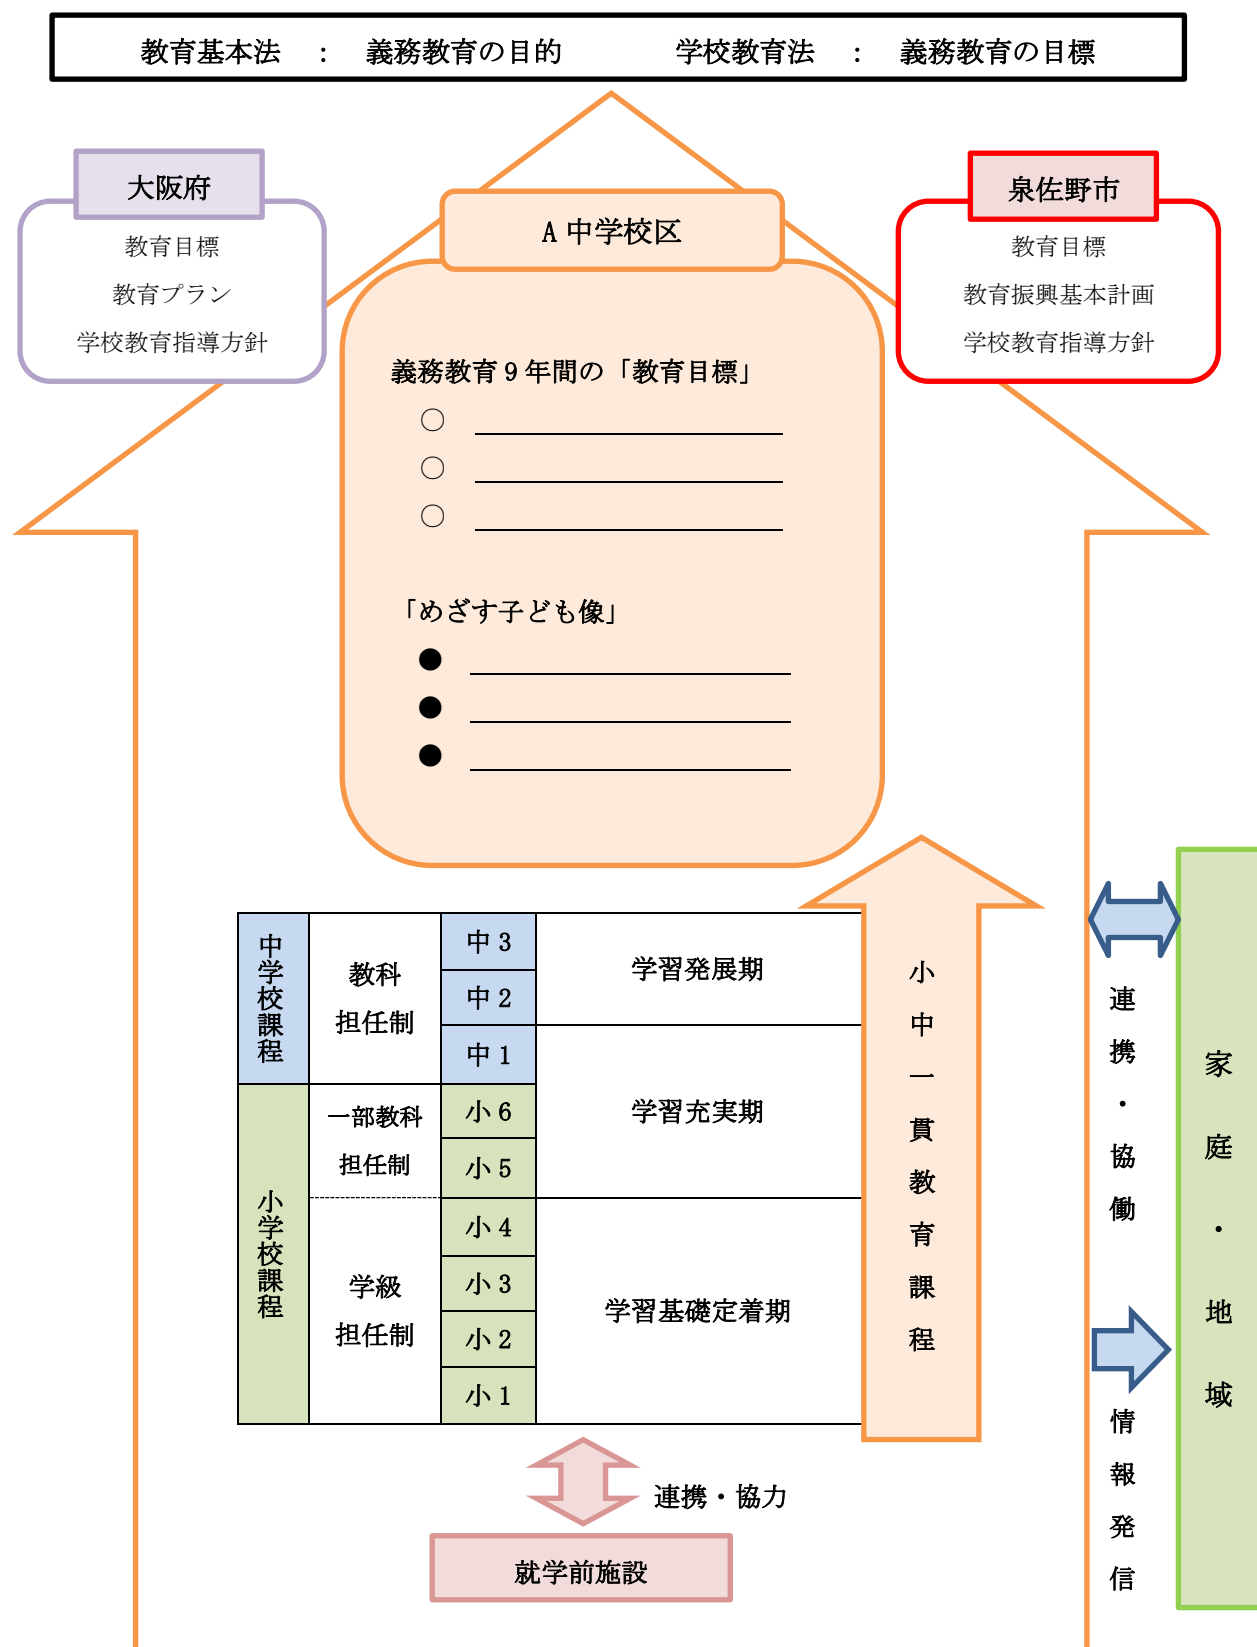 教育基本法　：　義務教育の目的　　　学校教育法　：　義務教育の目標
大阪府
教育目標
教育プラン
学校教育指導方針
A 中学校区
泉佐野市
教育目標
教育振興基本計画
学校教育指導方針
義務教育 9 年間の「教育目標」
○
○
○
「めざす子ども像」
●
●
●
中学校課程
教科
担任制
中 3
中 2
中 1
学習発展期
小学校課程
一部教科
担任制
小 6
小 5
学習充実期
学級
担任制
小 4
小 3
小 2
小 1
学習基礎定着期
小中一貫教育課程
連携・協働
情報発信
家庭・地域
連携・協力
就学前施設